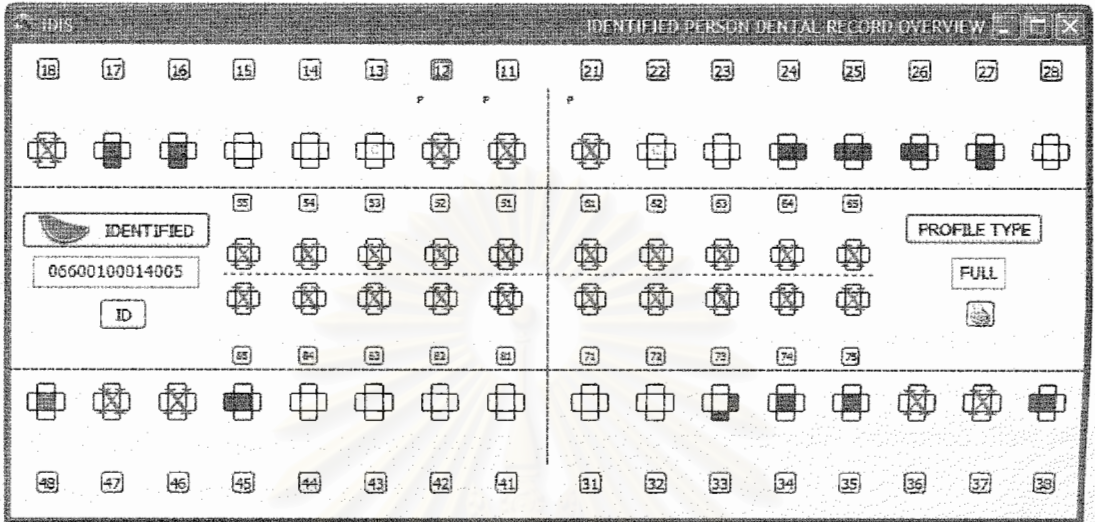 IDIS IDENTIFIED PERSON DENTAL RECORD OVERVIEW
18 17 16 15 14 13 12 11 21 22 23 24 25 26 27 28
P P P
55 54 53 52 51 61 62 63 64 65
IDENTIFIED PROFILE TYPE
06600100014005 FULL
ID
85 84 83 82 81 71 72 73 74 75
48 47 46 45 44 43 42 41 31 32 33 34 35 36 37 38